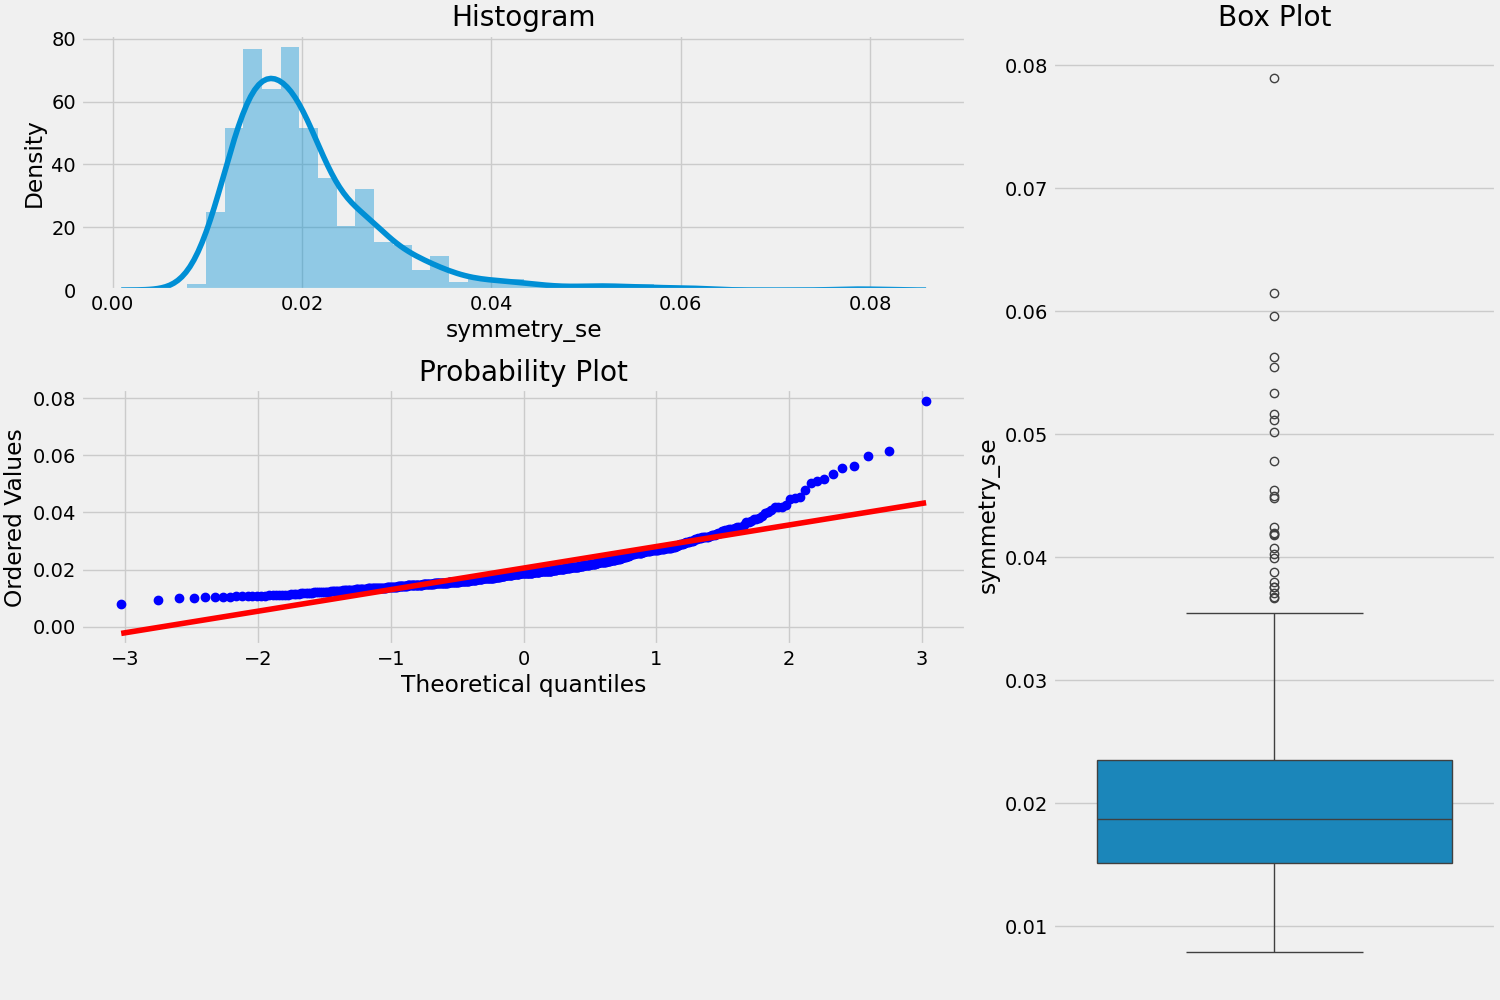 Histogram
80
60
40
20
0
Density
0.00 0.02 0.04 0.06 0.08
symmetry_se
Probability Plot
0.08
0.06
0.04
0.02
0.00
Ordered Values
−3 −2 −1 0 1 2 3
Theoretical quantiles
Box Plot
0.08
0.07
0.06
0.05
0.04
0.03
0.02
0.01
symmetry_se